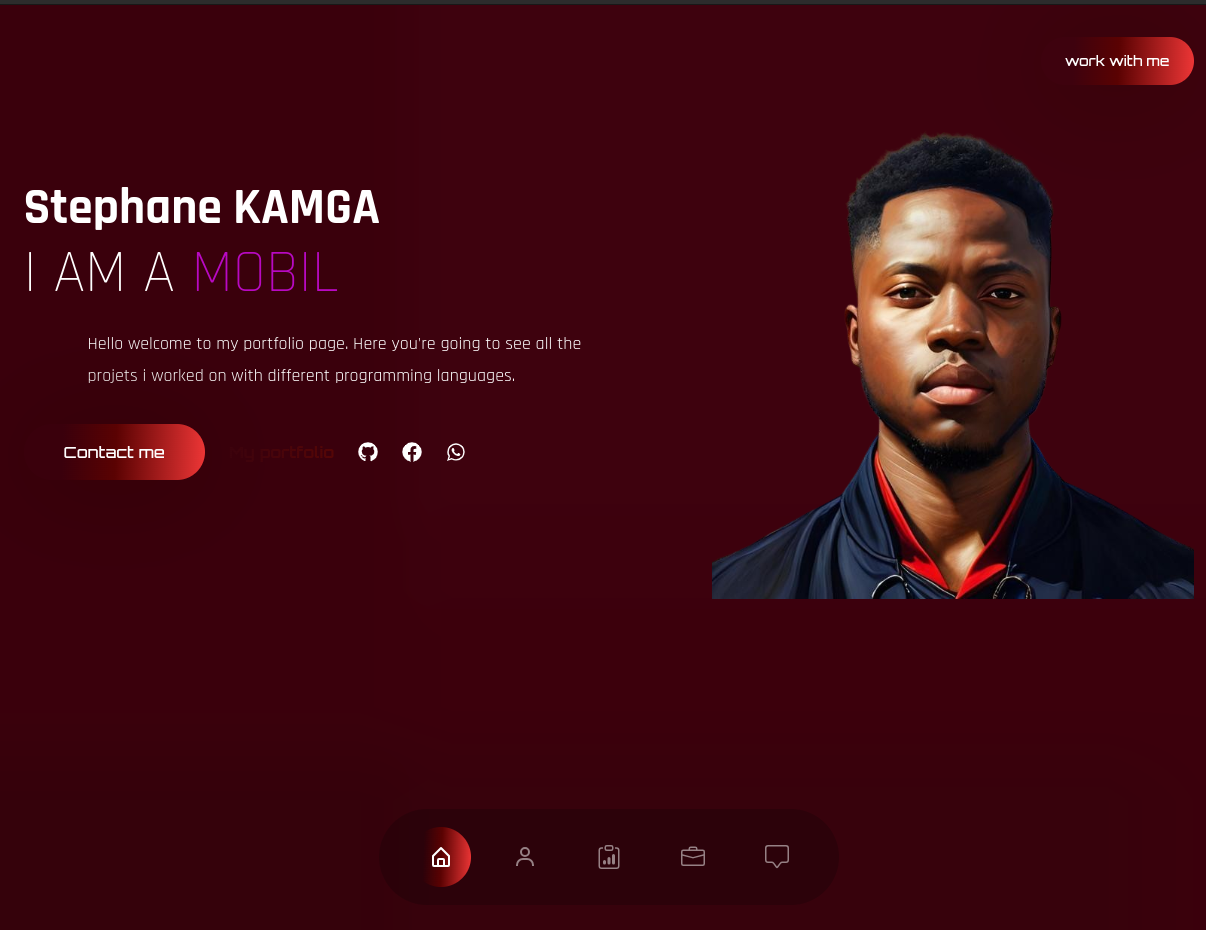 work with me
Stephane KAMGA
I AM A MOBIL
Hello welcome to my portfolio page. Here you're going to see all the
projets i worked on with different programming languages.
Contact me
My portfolio